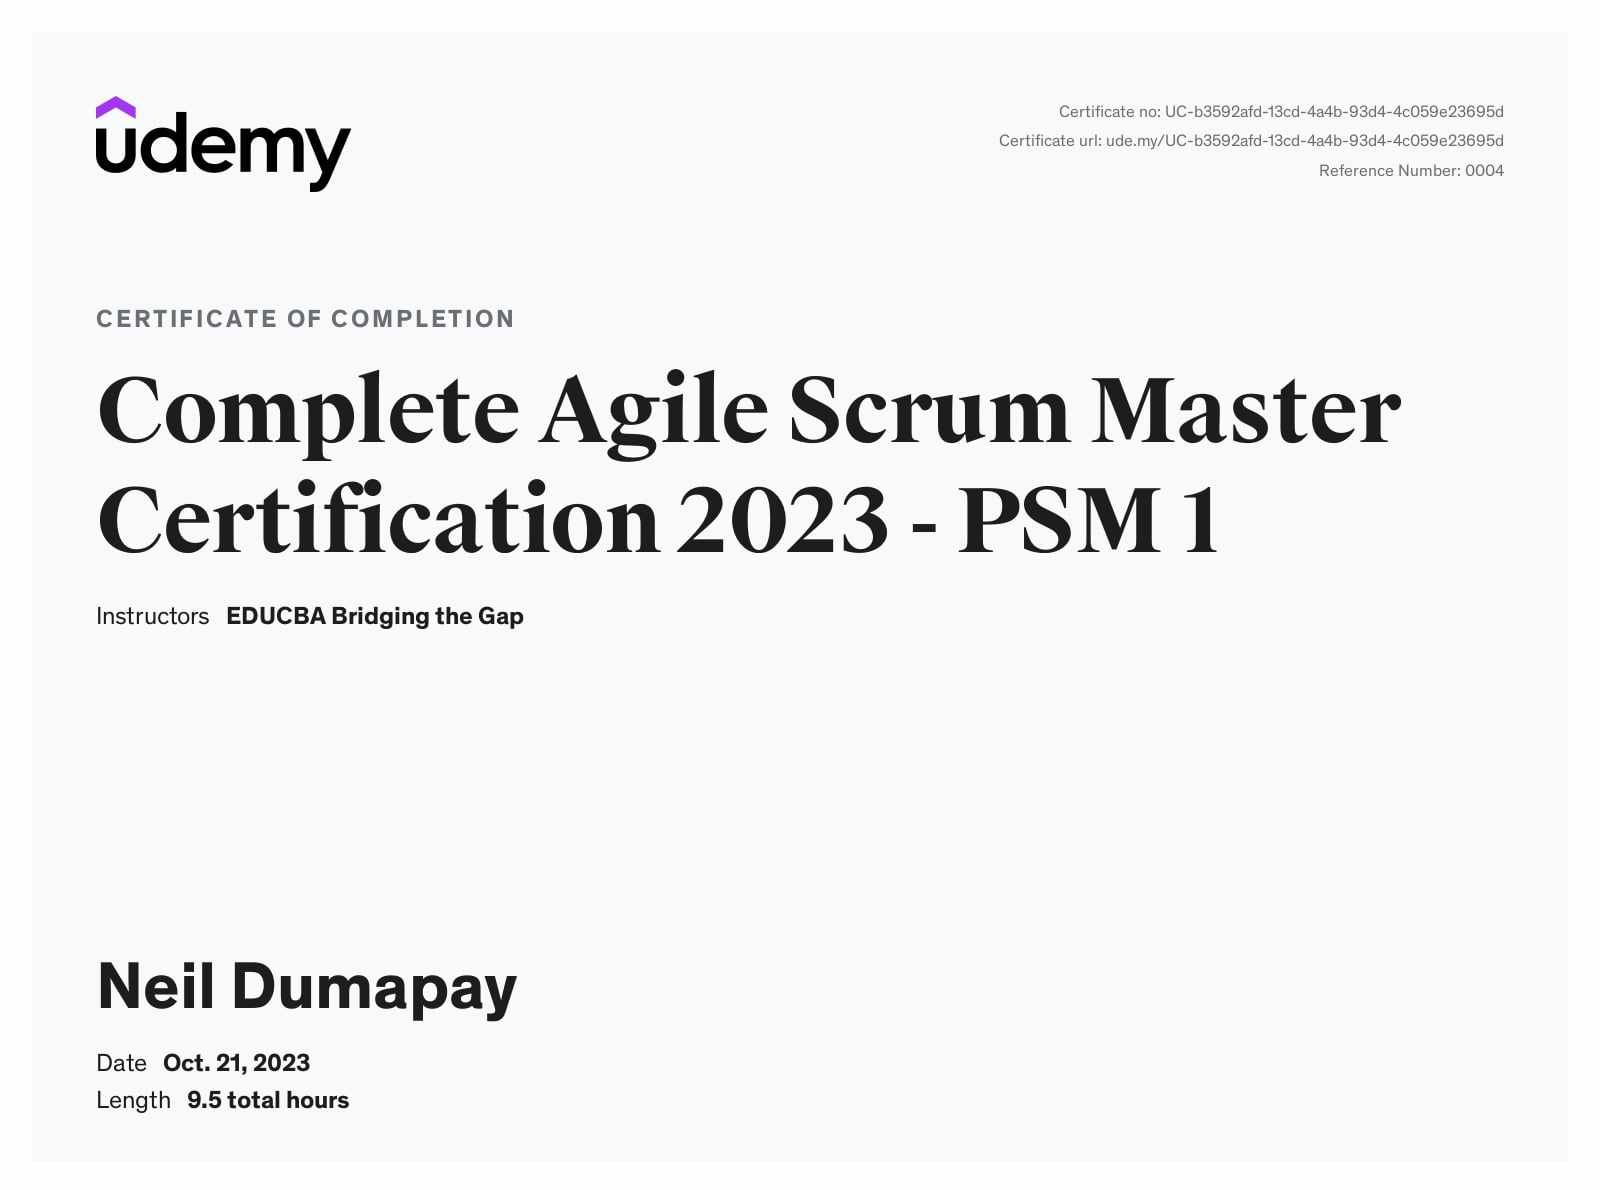 udemy
Certificate no: UC-b3592afd-13cd-4a4b-93d4-4c059e23695d
Certificate url: ude.my/UC-b3592afd-13cd-4a4b-93d4-4c059e23695d
Reference Number: 0004
CERTIFICATE OF COMPLETION
Complete Agile Scrum Master
Certification 2023 - PSM 1
Instructors EDUCBA Bridging the Gap
Neil Dumapay
Date Oct. 21, 2023
Length 9.5 total hours